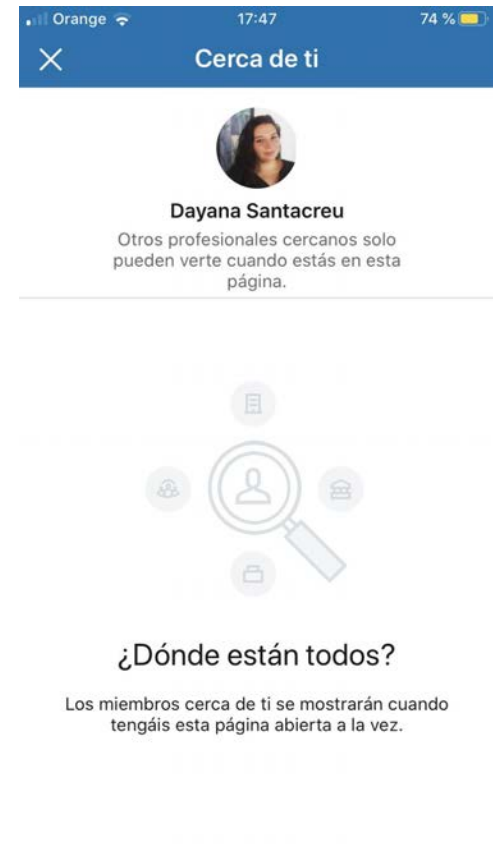 Orange 17:47 74 %
Cerca de ti
Dayana Santacreu
Otros profesionales cercanos solo
pueden verte cuando estás en esta
página.
¿Dónde están todos?
Los miembros cerca de ti se mostrarán cuando
tengáis esta página abierta a la vez.